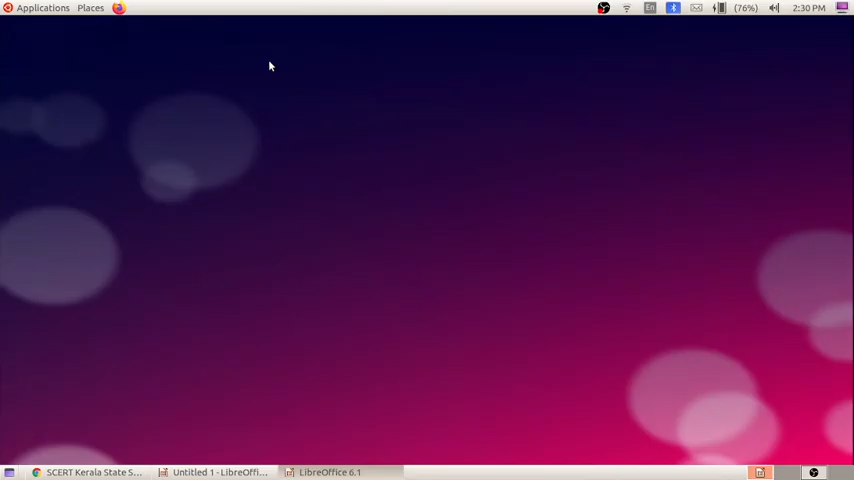 Applications Places En (76%) 2:30 PM
SCERT Kerala State S... Untitled 1 - LibreOffi... LibreOffice 6.1